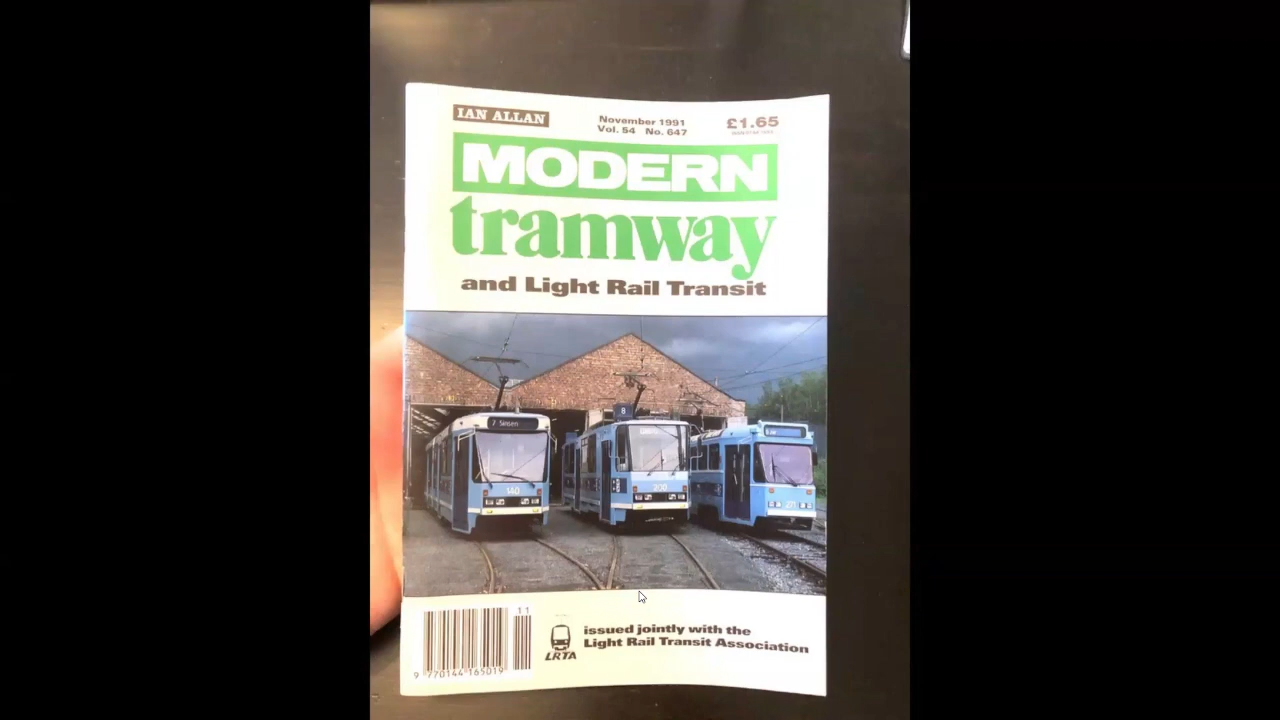 IAN ALLAN
November 1991
Vol. 54 No. 647
£1.65
MODERN
tramway
and Light Rail Transit
7 Sinsen
8
140
200
11
9 770144 165019
LRTA
issued jointly with the
Light Rail Transit Association